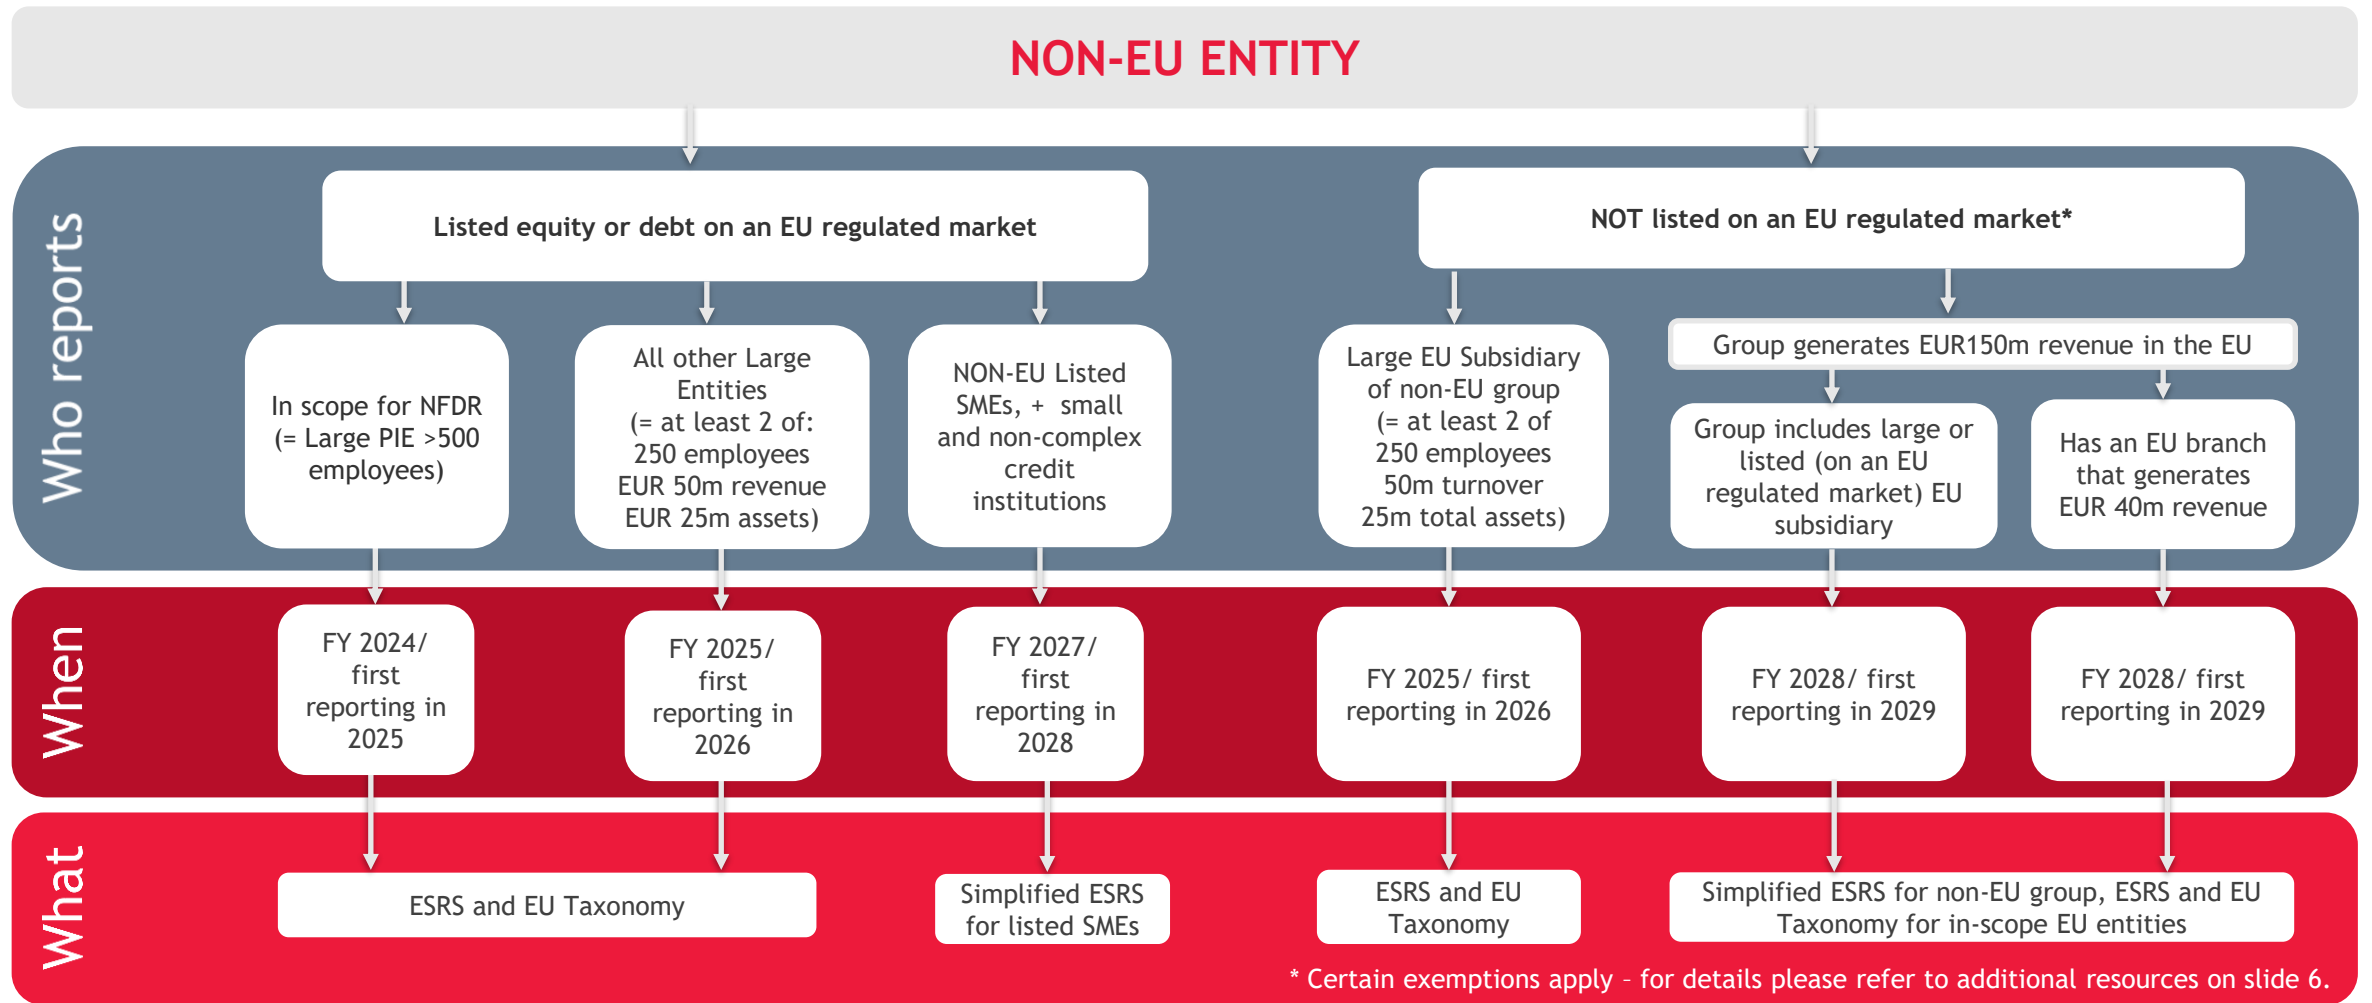 NON-EU ENTITY
Who reports
Listed equity or debt on an EU regulated market
NOT listed on an EU regulated market*
In scope for NFDR
(= Large PIE >500
employees)
All other Large
Entities
(= at least 2 of:
250 employees
EUR 50m revenue
EUR 25m assets)
NON-EU Listed
SMEs, + small
and non-complex
credit
institutions
Large EU Subsidiary
of non-EU group
(= at least 2 of
250 employees
50m turnover
25m total assets)
Group generates EUR150m revenue in the EU
Group includes large or
listed (on an EU
regulated market) EU
subsidiary
Has an EU branch
that generates
EUR 40m revenue
When
FY 2024/
first
reporting in
2025
FY 2025/
first
reporting in
2026
FY 2027/
first
reporting in
2028
FY 2025/ first
reporting in 2026
FY 2028/ first
reporting in 2029
FY 2028/ first
reporting in 2029
What
ESRS and EU Taxonomy
Simplified ESRS
for listed SMEs
ESRS and EU
Taxonomy
Simplified ESRS for non-EU group, ESRS and EU
Taxonomy for in-scope EU entities
* Certain exemptions apply – for details please refer to additional resources on slide 6.